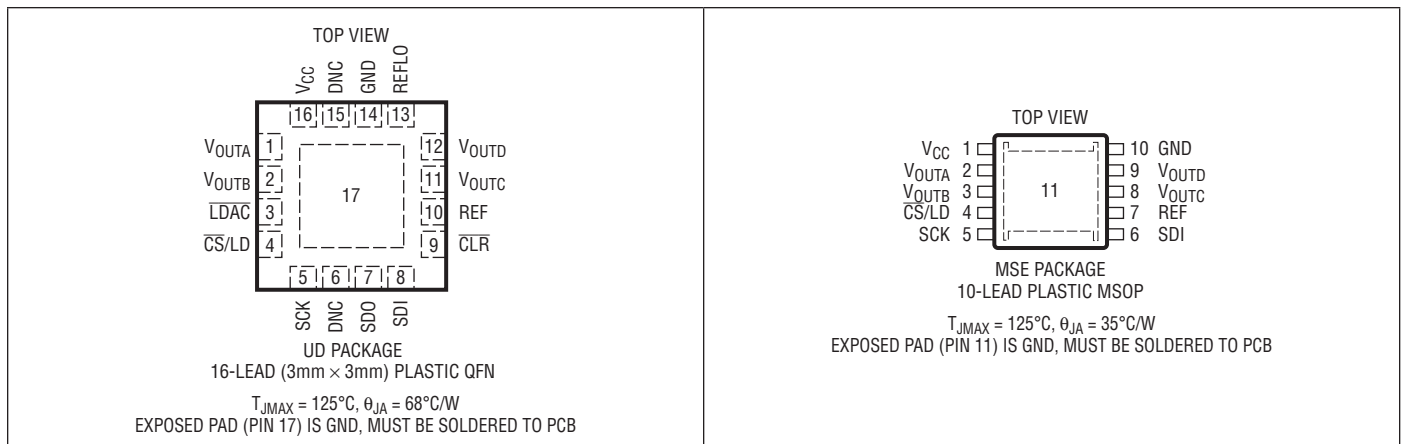 TOP VIEW
VCC DNC GND REFLO
16 15 14 13
VOUTA 1 12 VOUTD
VOUTB 2 11 VOUTC
17
L̅D̅A̅C̅ 3 10 REF
C̅S̅/LD 4 9 C̅L̅R̅
5 6 7 8
SCK DNC SDO SDI
UD PACKAGE
16-LEAD (3mm × 3mm) PLASTIC QFN
TJMAX = 125°C, θJA = 68°C/W
EXPOSED PAD (PIN 17) IS GND, MUST BE SOLDERED TO PCB
TOP VIEW
VCC 1 10 GND
VOUTA 2 9 VOUTD
VOUTB 3 11 8 VOUTC
C̅S̅/LD 4 7 REF
SCK 5 6 SDI
MSE PACKAGE
10-LEAD PLASTIC MSOP
TJMAX = 125°C, θJA = 35°C/W
EXPOSED PAD (PIN 11) IS GND, MUST BE SOLDERED TO PCB